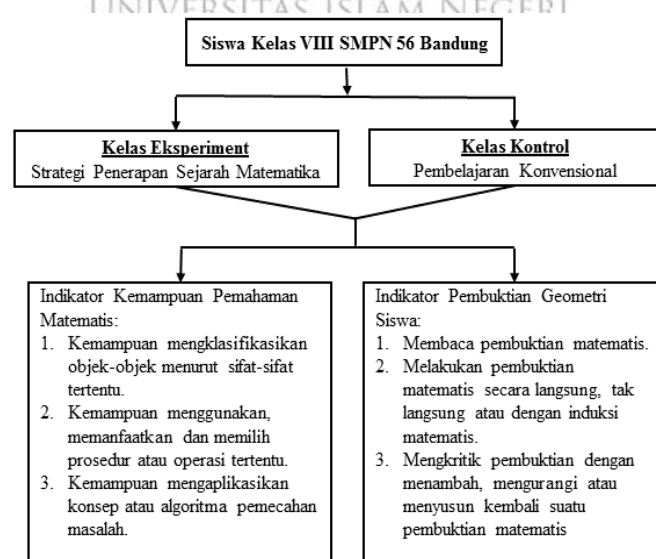 UNIVERSITAS ISLAM NEGERI
Siswa Kelas VIII SMPN 56 Bandung
Kelas Eksperiment
Strategi Penerapan Sejarah Matematika
Kelas Kontrol
Pembelajaran Konvensional
Indikator Kemampuan Pemahaman
Matematis:
1. Kemampuan mengklasifikasikan
objek-objek menurut sifat-sifat
tertentu.
2. Kemampuan menggunakan,
memanfaatkan dan memilih
prosedur atau operasi tertentu.
3. Kemampuan mengaplikasikan
konsep atau algoritma pemecahan
masalah.
Indikator Pembuktian Geometri
Siswa:
1. Membaca pembuktian matematis.
2. Melakukan pembuktian
matematis secara langsung, tak
langsung atau dengan induksi
matematis.
3. Mengkritik pembuktian dengan
menambah, mengurangi atau
menyusun kembali suatu
pembuktian matematis